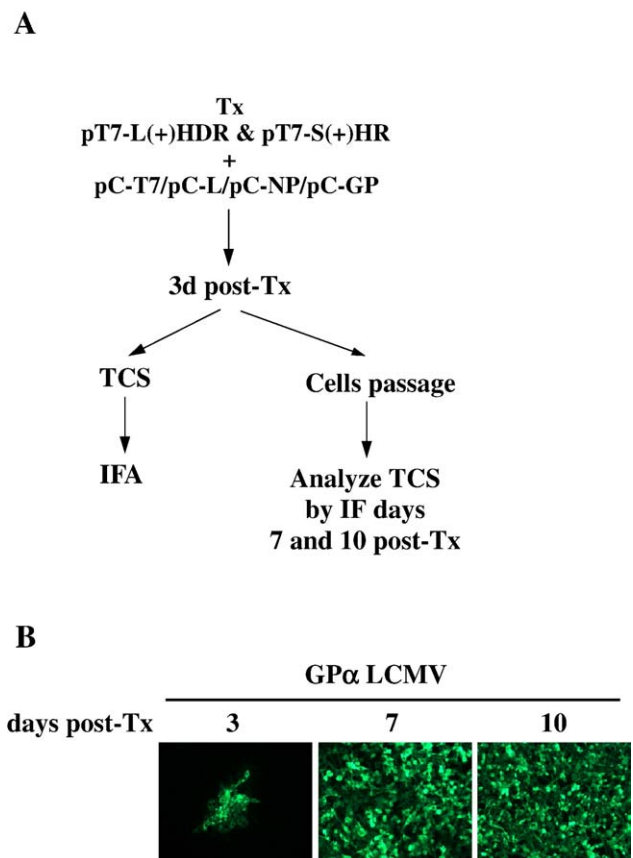 A
Tx
pT7-L(+)HDR & pT7-S(+)HR
+
pC-T7/pC-L/pC-NP/pC-GP
3d post-Tx
TCS
Cells passage
IFA
Analyze TCS
by IF days
7 and 10 post-Tx
B
GPα LCMV
days post-Tx 3 7 10